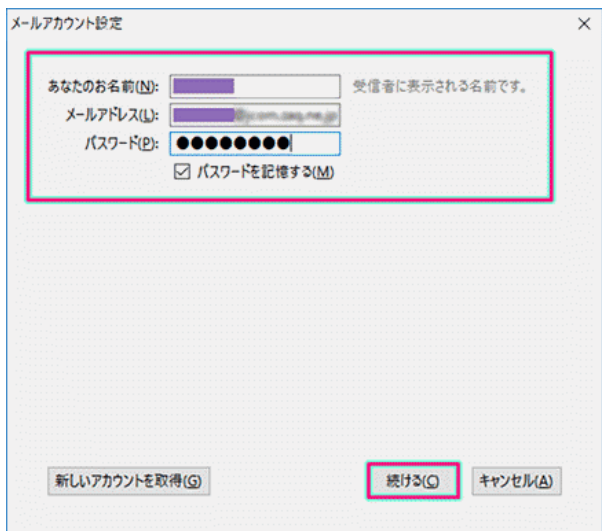 メールアカウント設定
あなたのお名前(N): 受信者に表示される名前です。
メールアドレス(L):
パスワード(P): ●●●●●●●●
パスワードを記憶する(M)
新しいアカウントを取得(G) 続ける(C) キャンセル(A)